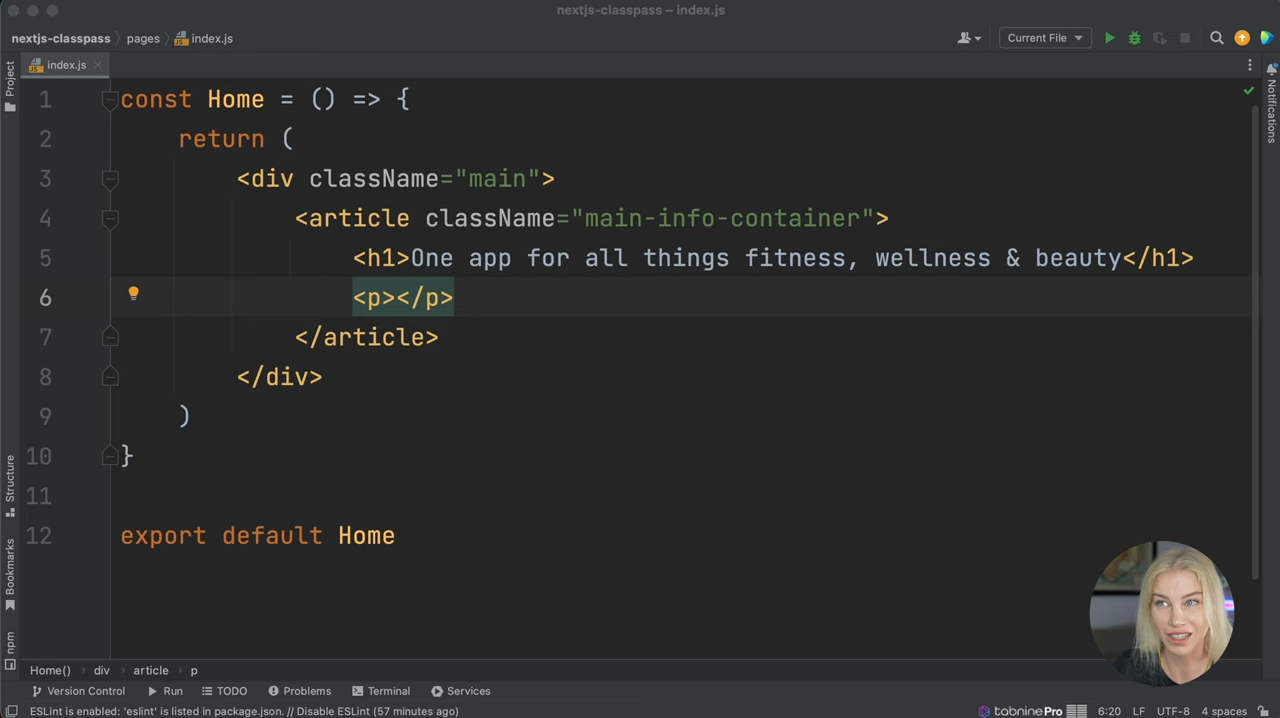 nextjs-classpass – index.js
nextjs-classpass pages index.js Current File
index.js
Project
Notifications
1 const Home = () => {
2 return (
3 <div className="main">
4 <article className="main-info-container">
5 <h1>One app for all things fitness, wellness & beauty</h1>
6 <p></p>
7 </article>
8 </div>
9 )
10 }
11
12 export default Home
Structure
Bookmarks
npm
Home() div article p
Version Control Run TODO Problems Terminal Services
ESLint is enabled: 'eslint' is listed in package.json. // Disable ESLint (57 minutes ago) tabnine Pro 6:20 LF UTF-8 4 spaces